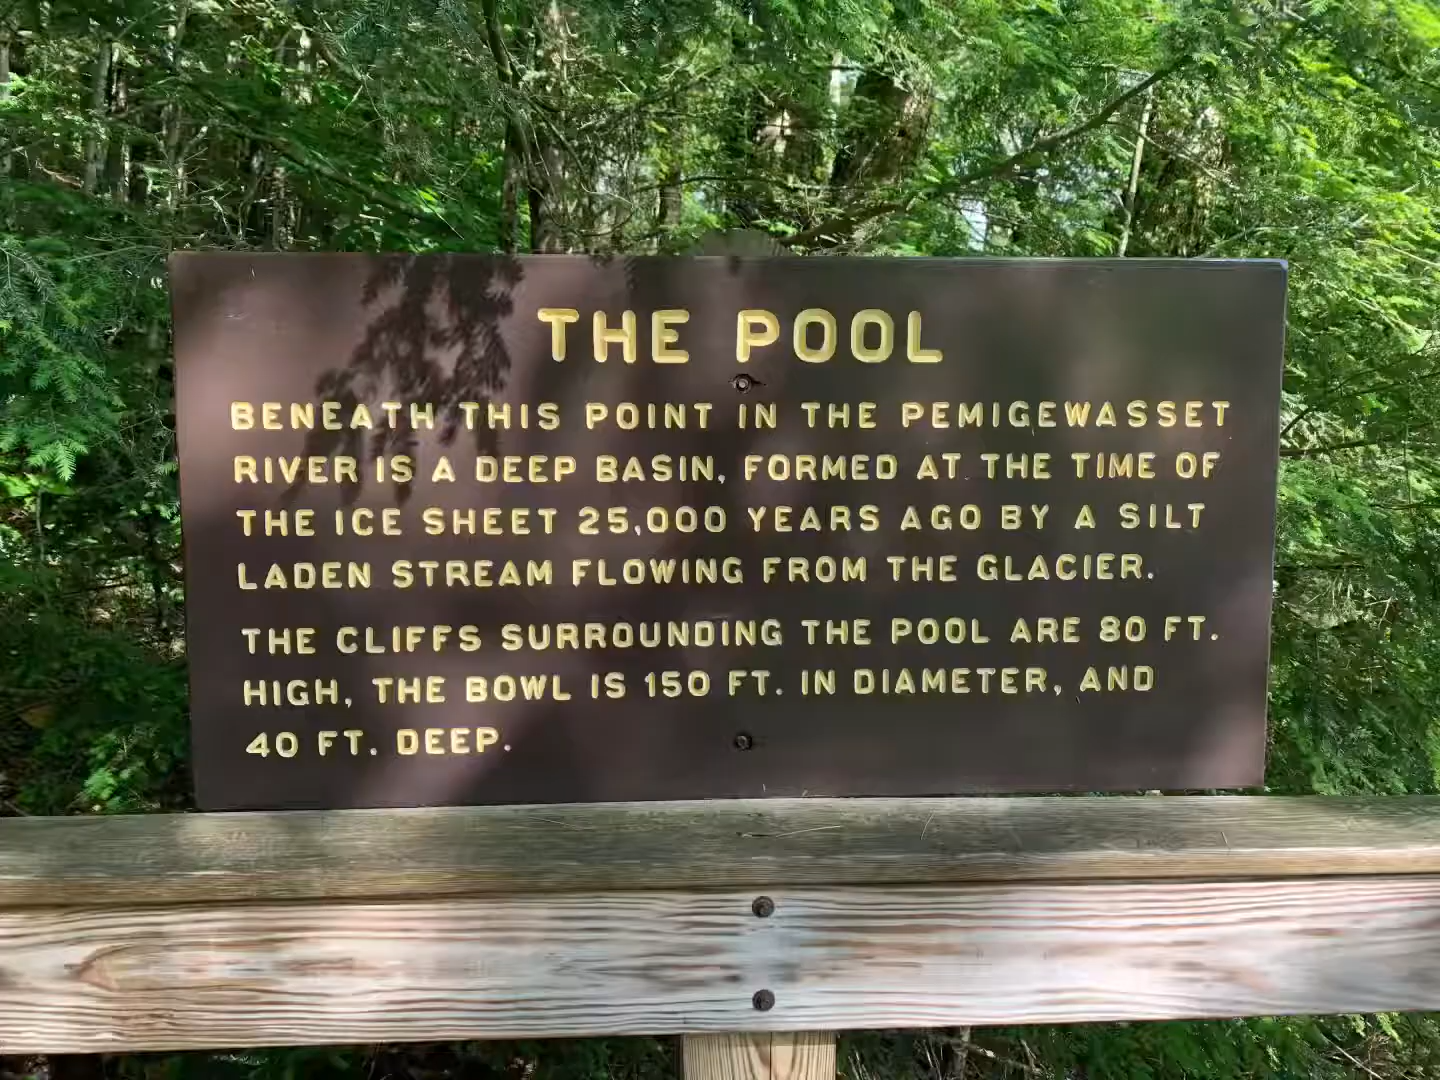 THE POOL
BENEATH THIS POINT IN THE PEMIGEWASSET
RIVER IS A DEEP BASIN, FORMED AT THE TIME OF
THE ICE SHEET 25,000 YEARS AGO BY A SILT
LADEN STREAM FLOWING FROM THE GLACIER.
THE CLIFFS SURROUNDING THE POOL ARE 80 FT.
HIGH, THE BOWL IS 150 FT. IN DIAMETER, AND
40 FT. DEEP.